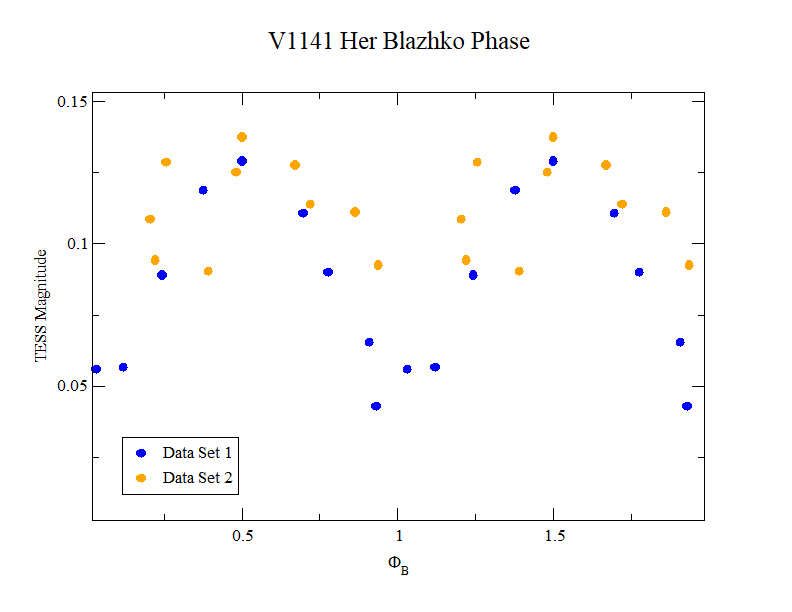 V1141 Her Blazhko Phase
0.15
0.1
0.05
TESS Magnitude
Data Set 1
Data Set 2
0.5 1 1.5
ΦB